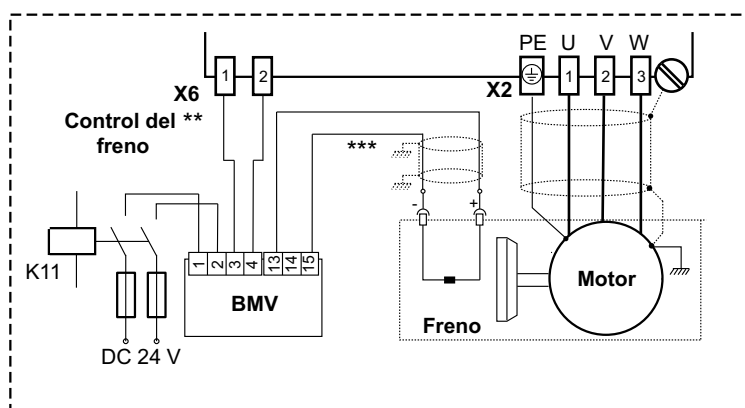 PE U V W
1 2
1 2 3
X6
X2
Control del **
freno
***
- +
K11
1 2 3 4 13 14 15
BMV
Motor
Freno
DC 24 V